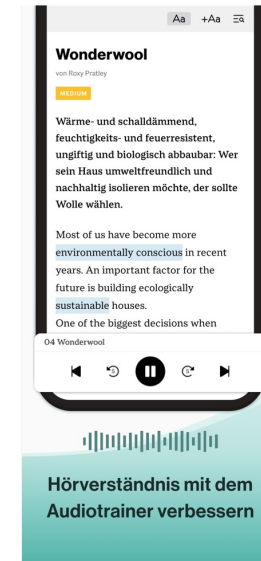 Aa +Aa
Wonderwool
von Roxy Pratley
MEDIUM
Wärme- und schalldämmend,
feuchtigkeits- und feuerresistent,
ungiftig und biologisch abbaubar: Wer
sein Haus umweltfreundlich und
nachhaltig isolieren möchte, der sollte
Wolle wählen.
Most of us have become more
environmentally conscious in recent
years. An important factor for the
future is building ecologically
sustainable houses.
One of the biggest decisions when
04 Wonderwool
5 5
Hörverständnis mit dem
Audiotrainer verbessern